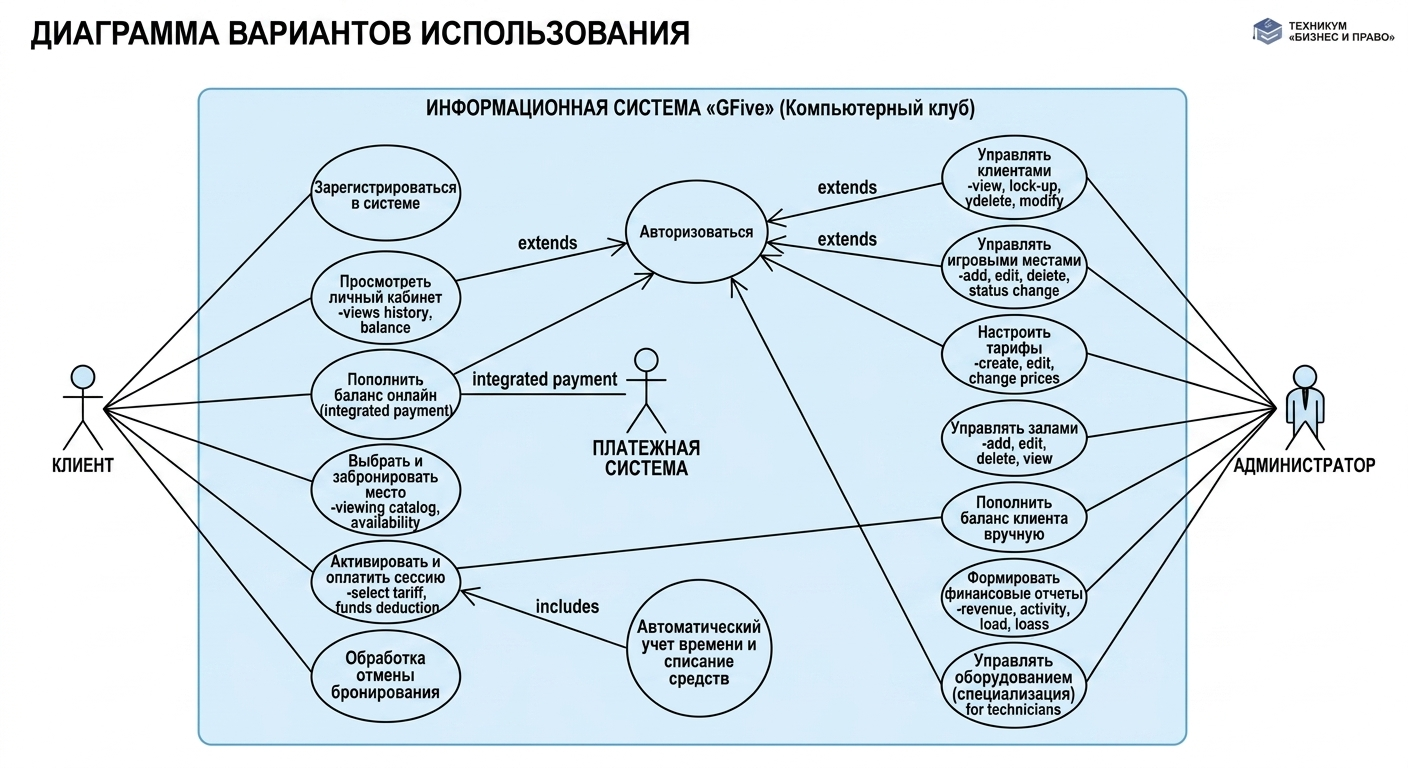 ДИАГРАММА ВАРИАНТОВ ИСПОЛЬЗОВАНИЯ
ТЕХНИКУМ
«БИЗНЕС И ПРАВО»
ИНФОРМАЦИОННАЯ СИСТЕМА «GFive» (Компьютерный клуб)
Зарегистрироваться
в системе
Просмотреть
личный кабинет
-views history,
balance
Пополнить
баланс онлайн
(integrated payment)
Выбрать и
забронировать
место
-viewing catalog,
availability
Активировать и
оплатить сессию
-select tariff,
funds deduction
Обработка
отмены
бронирования
КЛИЕНТ
extends
Авторизоваться
extends
extends
integrated payment
ПЛАТЕЖНАЯ
СИСТЕМА
includes
Автоматический
учет времени и
списание
средств
Управлять
клиентами
-view, lock-up,
ydelete, modify
Управлять
игровыми местами
-add, edit, delete,
status change
Настроить
тарифы
-create, edit,
change prices
Управлять залами
-add, edit,
delete, view
Пополнить
баланс клиента
вручную
Формировать
финансовые отчеты
-revenue, activity,
load, loass
Управлять
оборудованием
(специализация)
for technicians
АДМИНИСТРАТОР